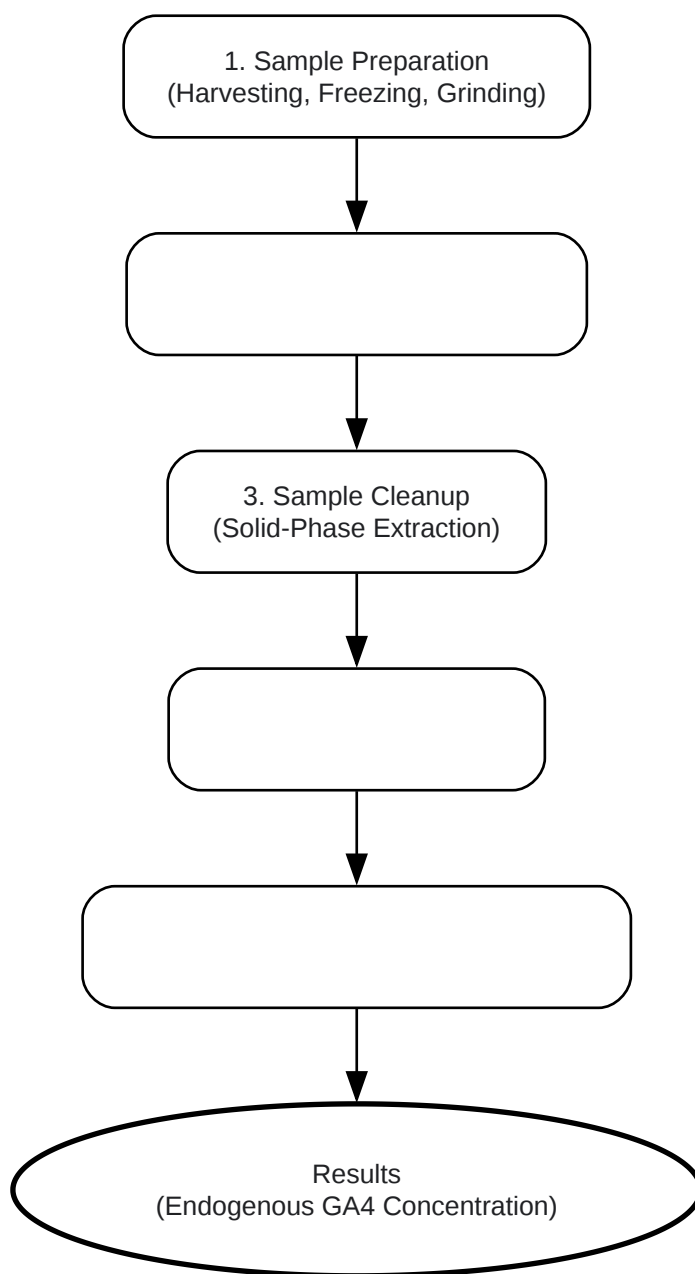 1. Sample Preparation
(Harvesting, Freezing, Grinding)
3. Sample Cleanup
(Solid-Phase Extraction)
Results
(Endogenous GA4 Concentration)